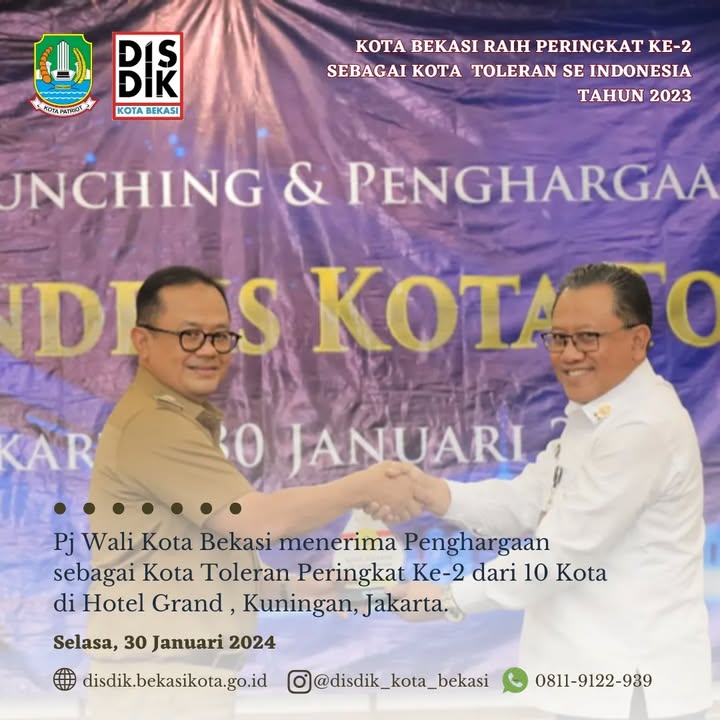 KOTA PATRIOT
DIS
DIK
KOTA BEKASI
KOTA BEKASI RAIH PERINGKAT KE-2
SEBAGAI KOTA TOLERAN SE INDONESIA
TAHUN 2023
UNCHING & PENGHARGAA
KOTA TO
30 JANUARI
Pj Wali Kota Bekasi menerima Penghargaan
sebagai Kota Toleran Peringkat Ke-2 dari 10 Kota
di Hotel Grand , Kuningan, Jakarta.
Selasa, 30 Januari 2024
disdik.bekasikota.go.id @disdik_kota_bekasi 0811-9122-939